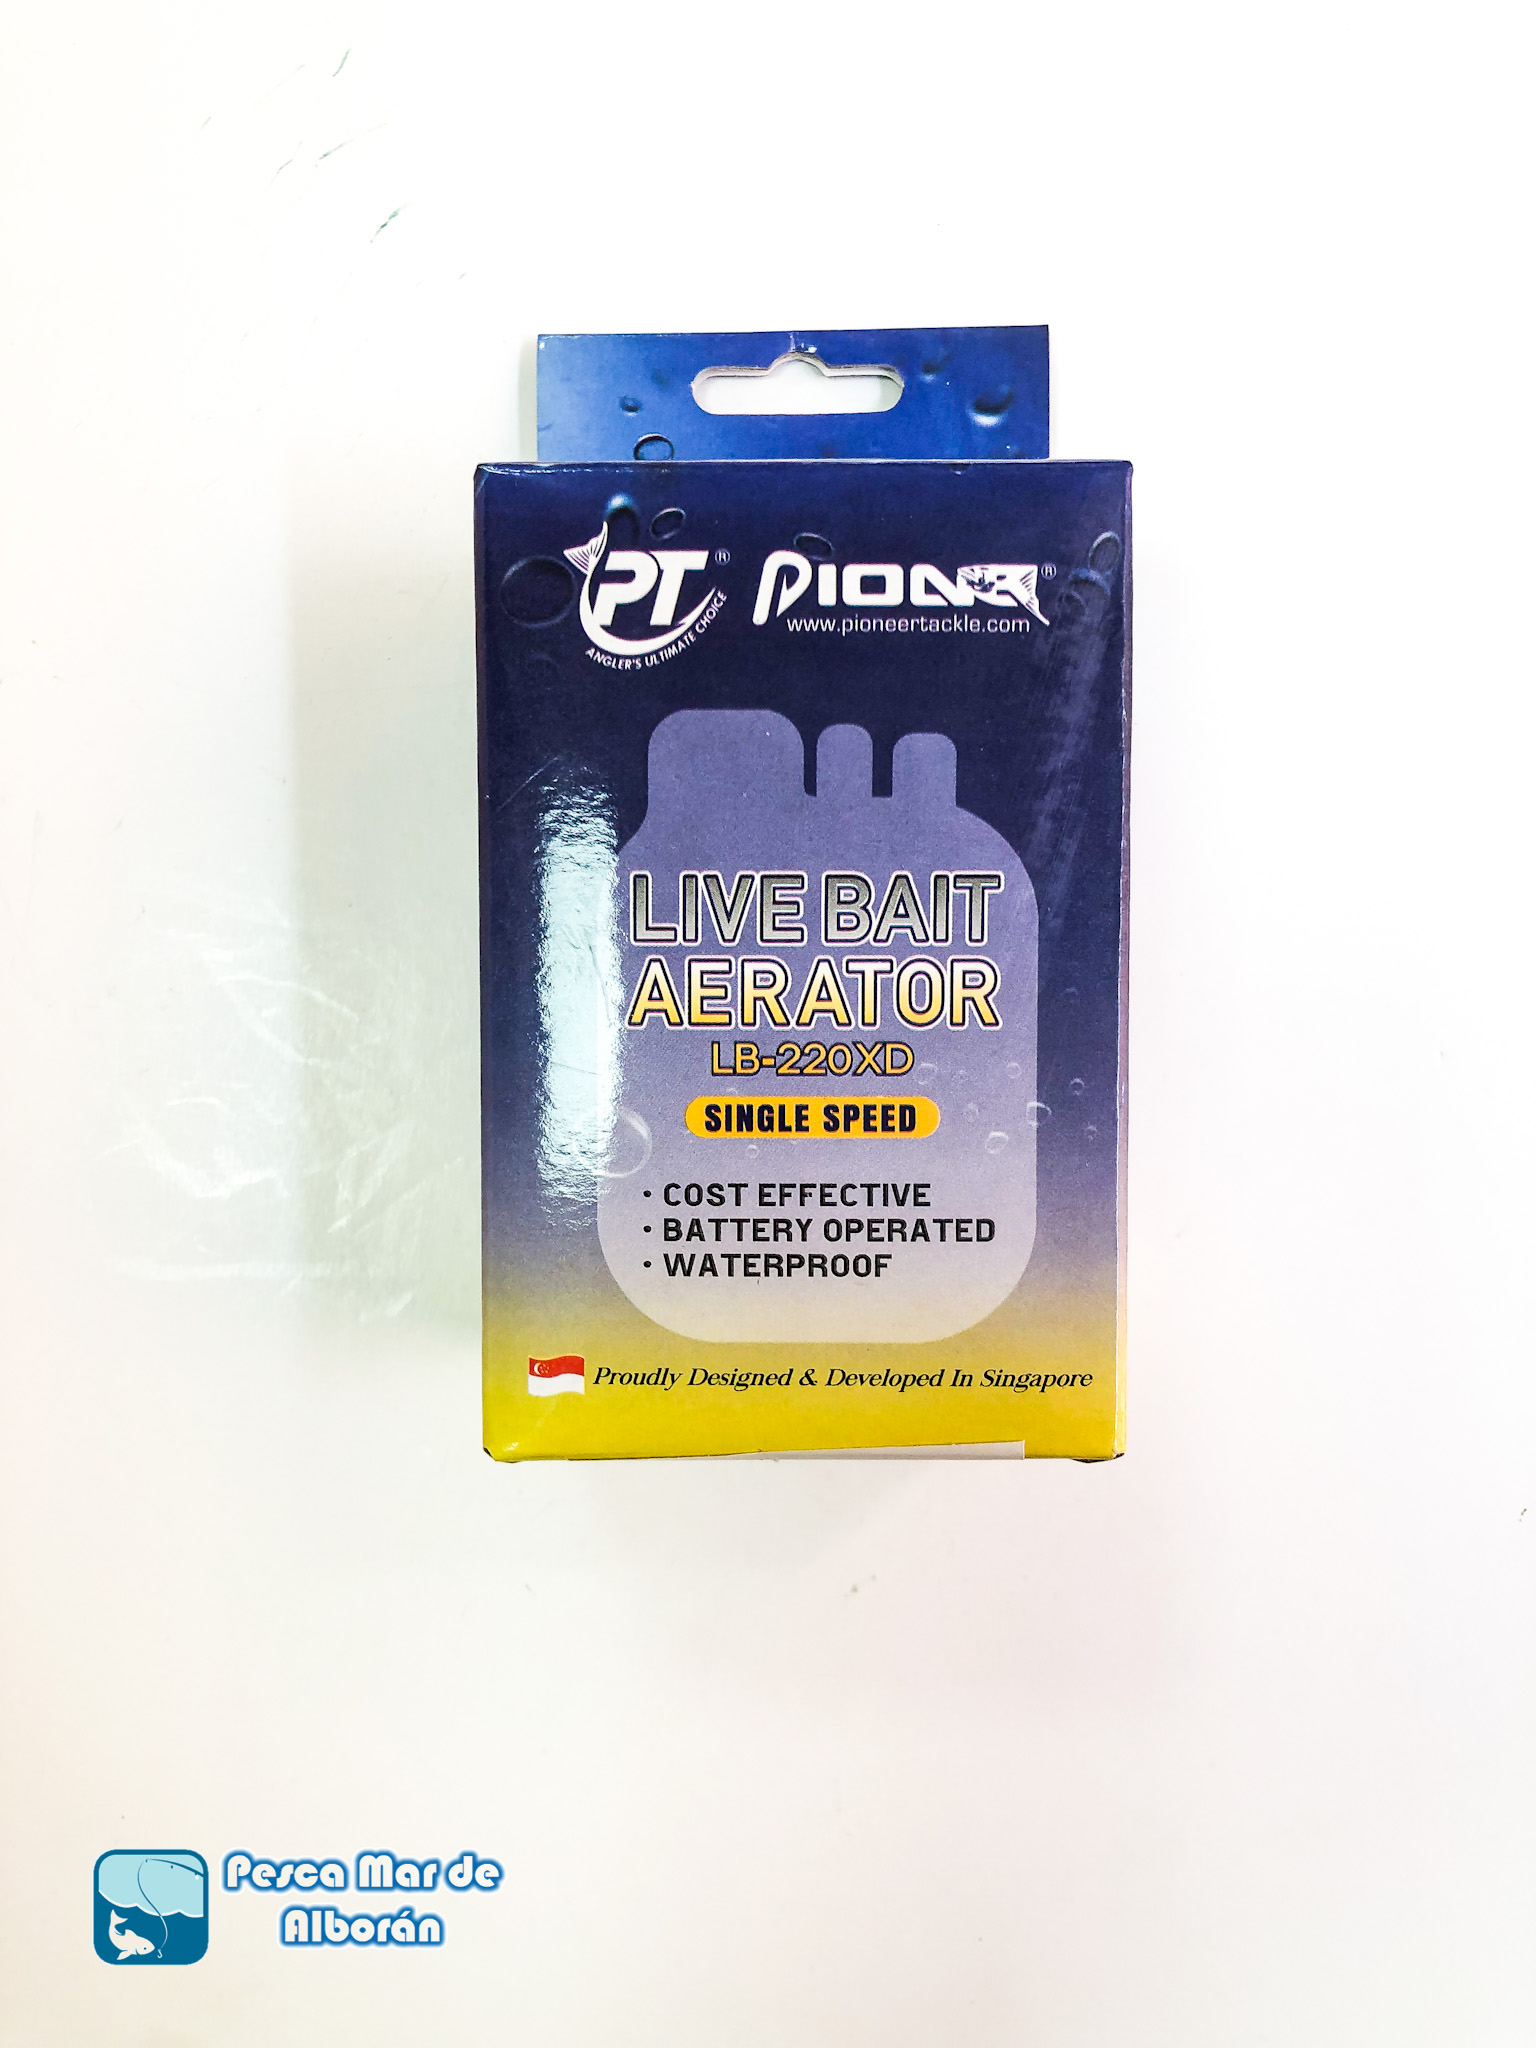 PT®
ANGLER'S ULTIMATE CHOICE
PIONEER®
www.pioneertackle.com
LIVE BAIT
AERATOR
LB-220XD
SINGLE SPEED
• COST EFFECTIVE
• BATTERY OPERATED
• WATERPROOF
Proudly Designed & Developed In Singapore
Pesca Mar de
Alborán